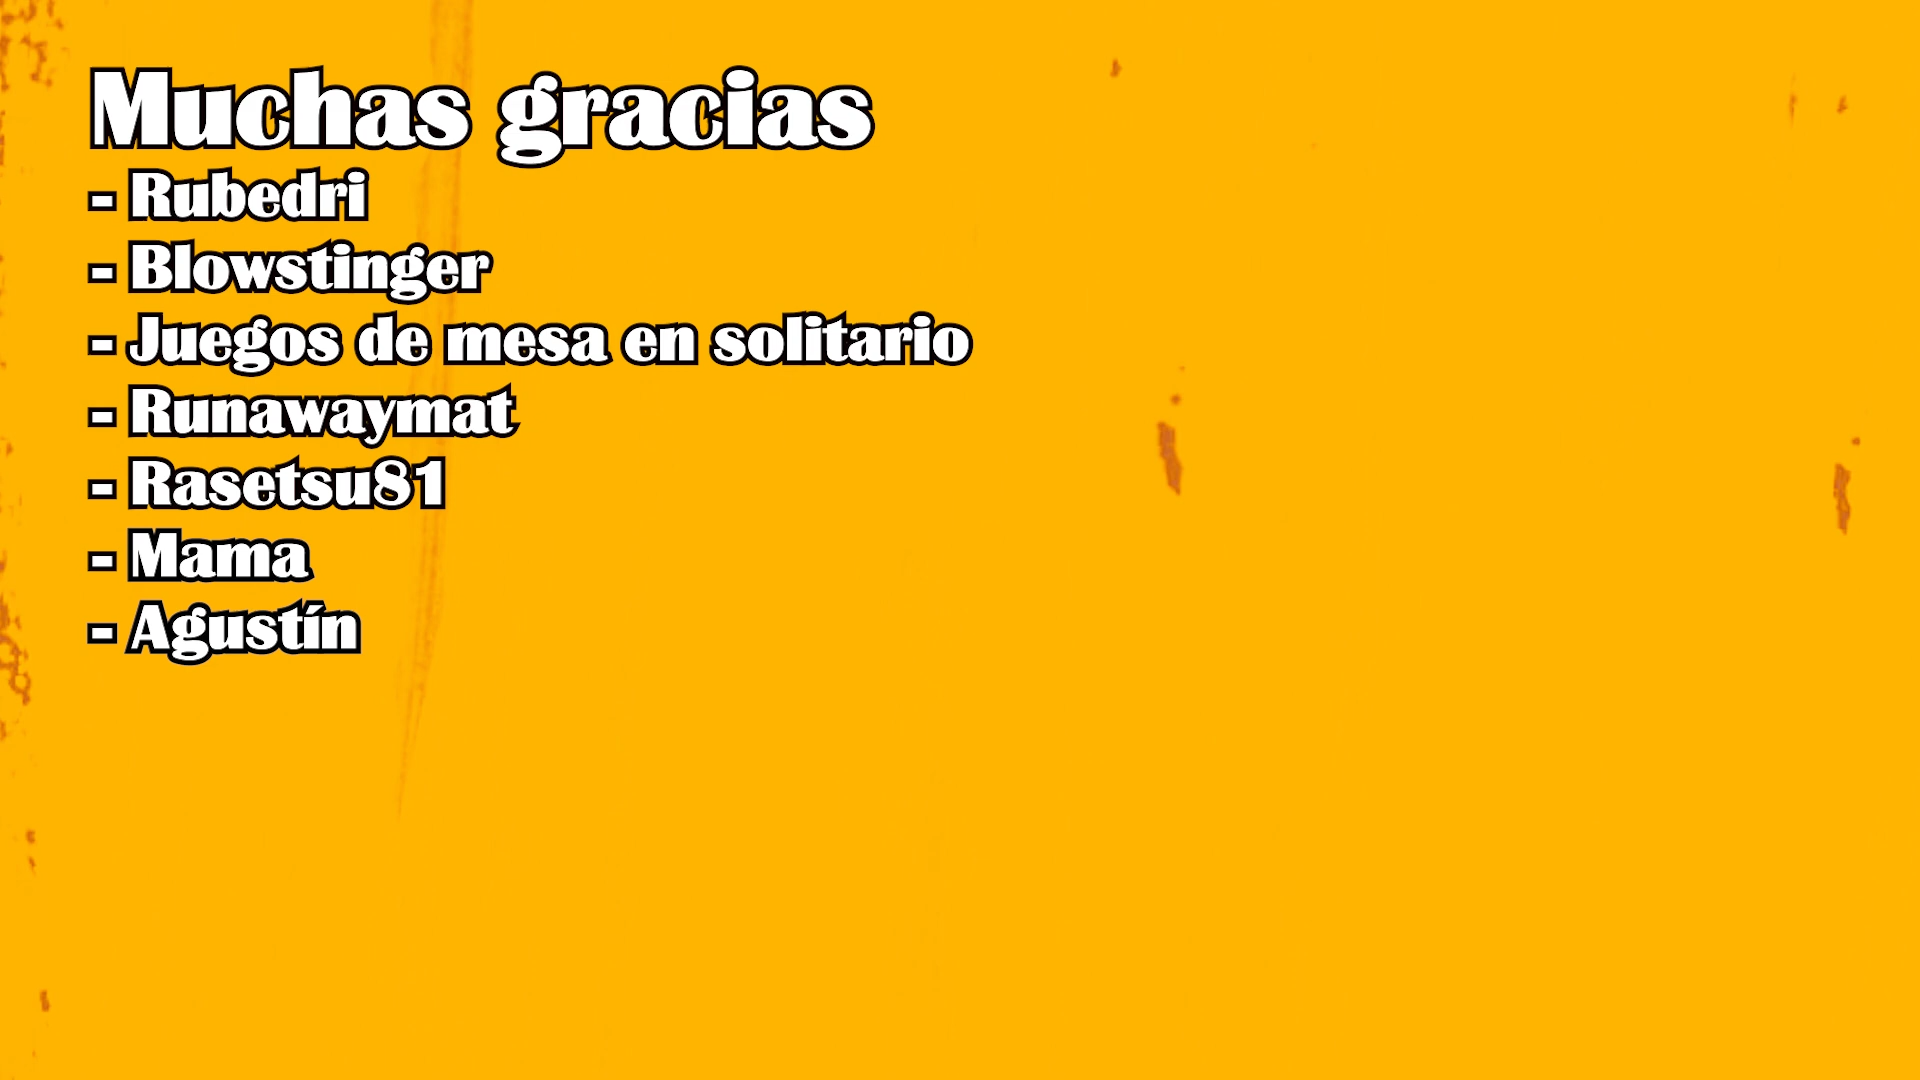 Muchas gracias
- Rubedri
- Blowstinger
- Juegos de mesa en solitario
- Runawaymat
- Rasetsu81
- Mama
- Agustín